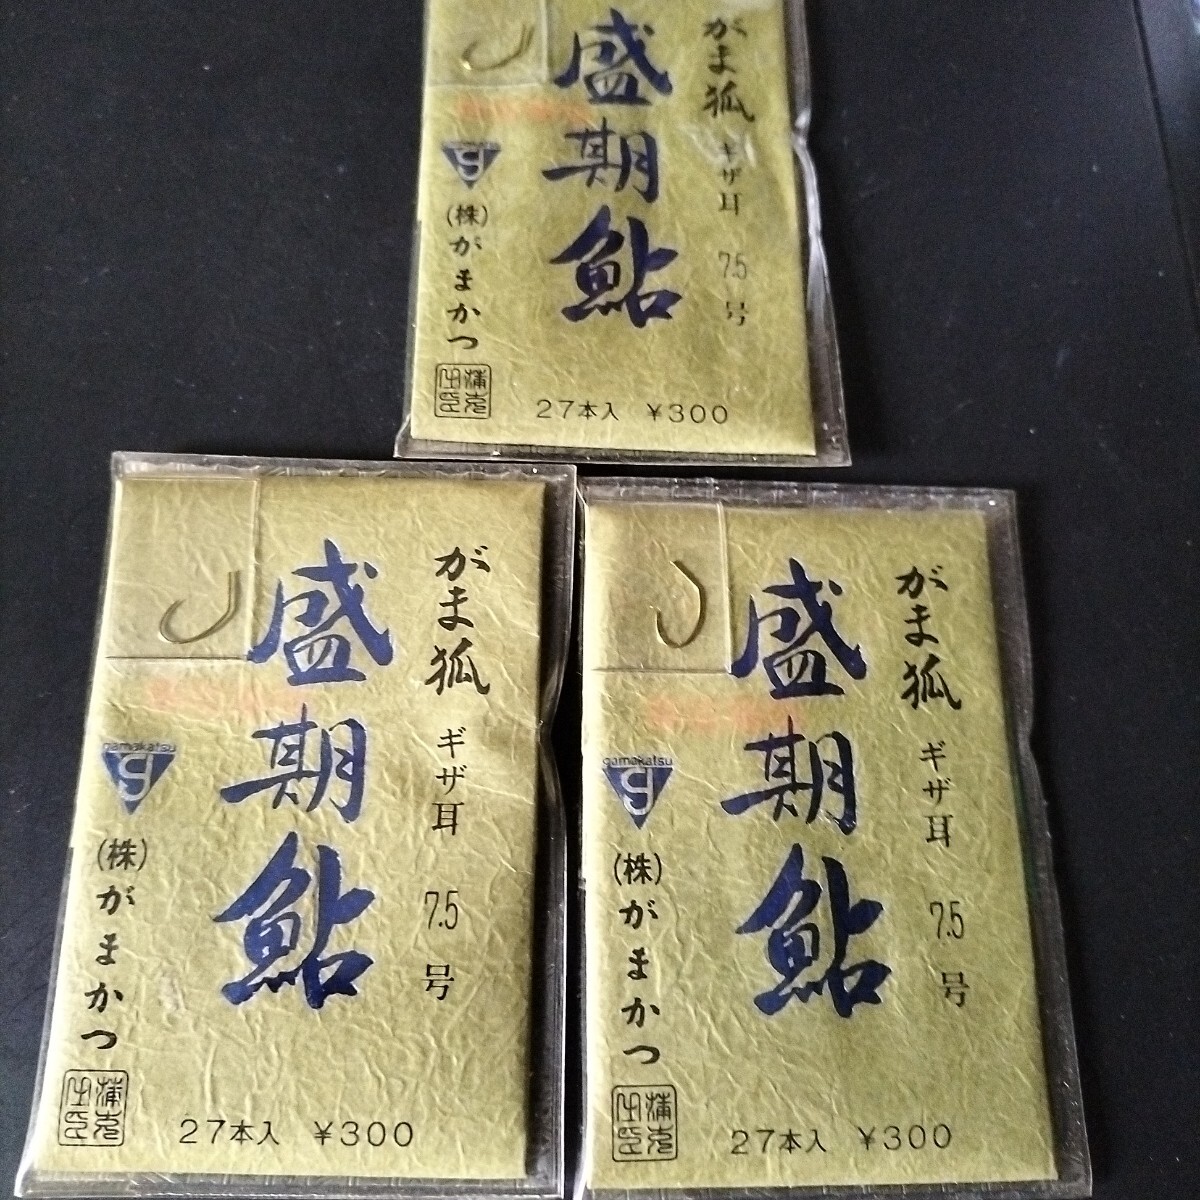 がま狐 ギザ耳 7.5号
盛期鮎
g
(株)がまかつ
27本入 ¥300
がま狐 ギザ耳 7.5号
盛期鮎
gamakatsu
g
(株)がまかつ
27本入 ¥300
がま狐 ギザ耳 7.5号
盛期鮎
gamakatsu
g
(株)がまかつ
27本入 ¥300